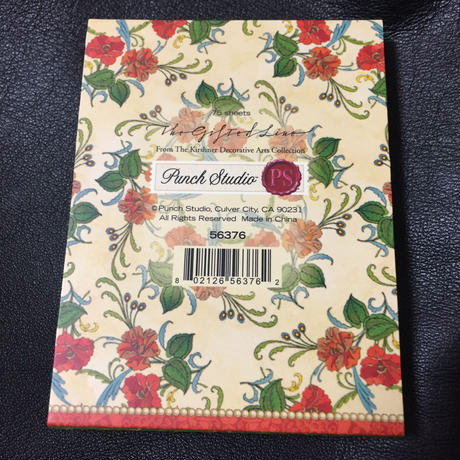 75 sheets
The Gifted Line
From The Kirshner Decorative Arts Collection
Punch Studio PS
©Punch Studio, Culver City, CA 90231
All Rights Reserved Made in China
56376
8 02126 56376 2